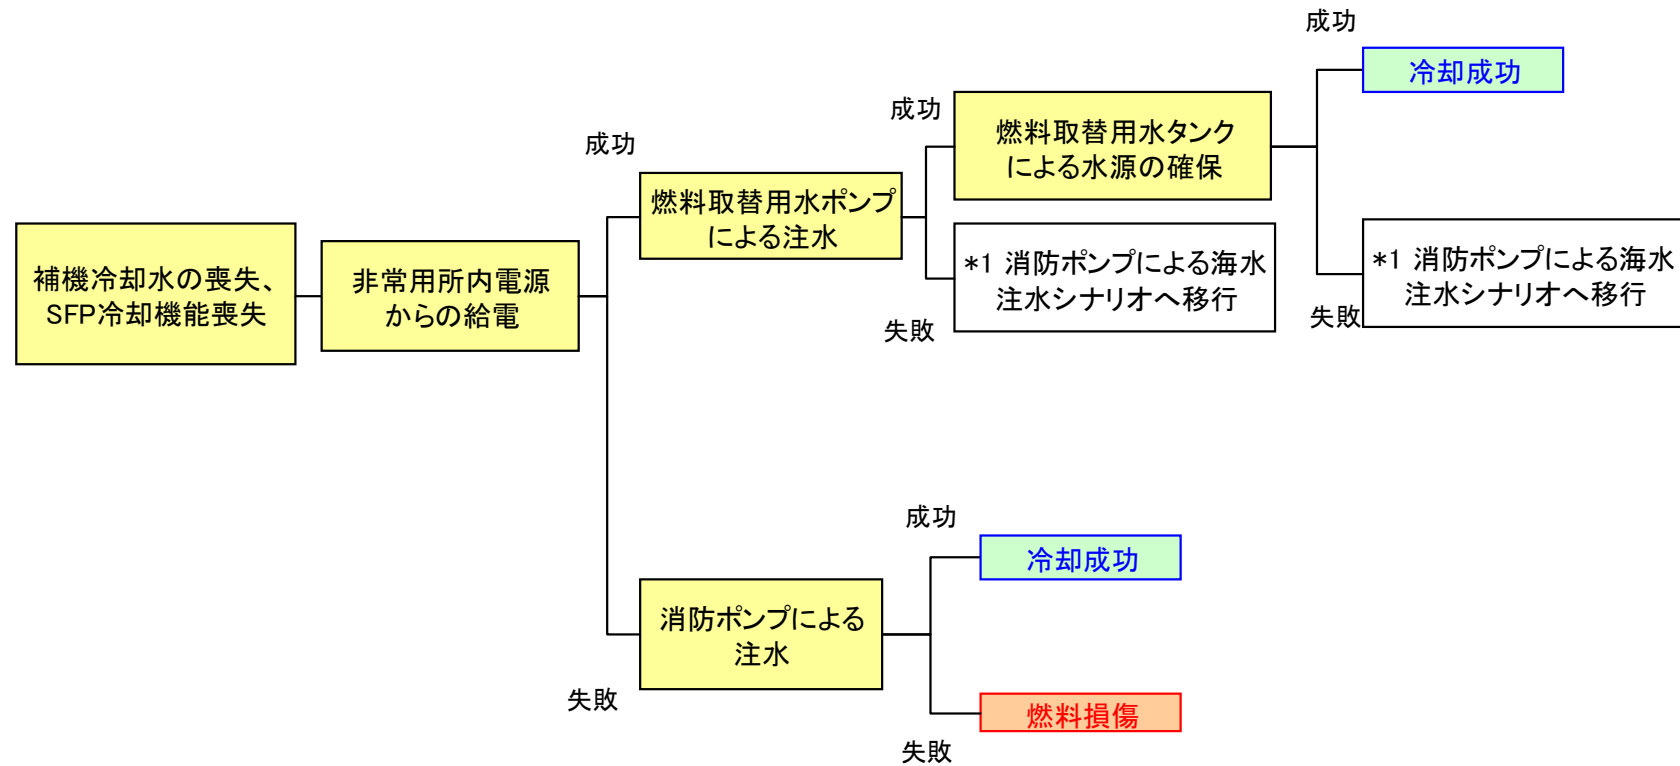 補機冷却水の喪失、
SFP冷却機能喪失
非常用所内電源
からの給電
成功
燃料取替用水ポンプ
による注水
成功
燃料取替用水タンク
による水源の確保
成功
冷却成功
*1 消防ポンプによる海水
注水シナリオへ移行
失敗
*1 消防ポンプによる海水
注水シナリオへ移行
失敗
消防ポンプによる
注水
失敗
成功
冷却成功
燃料損傷
失敗